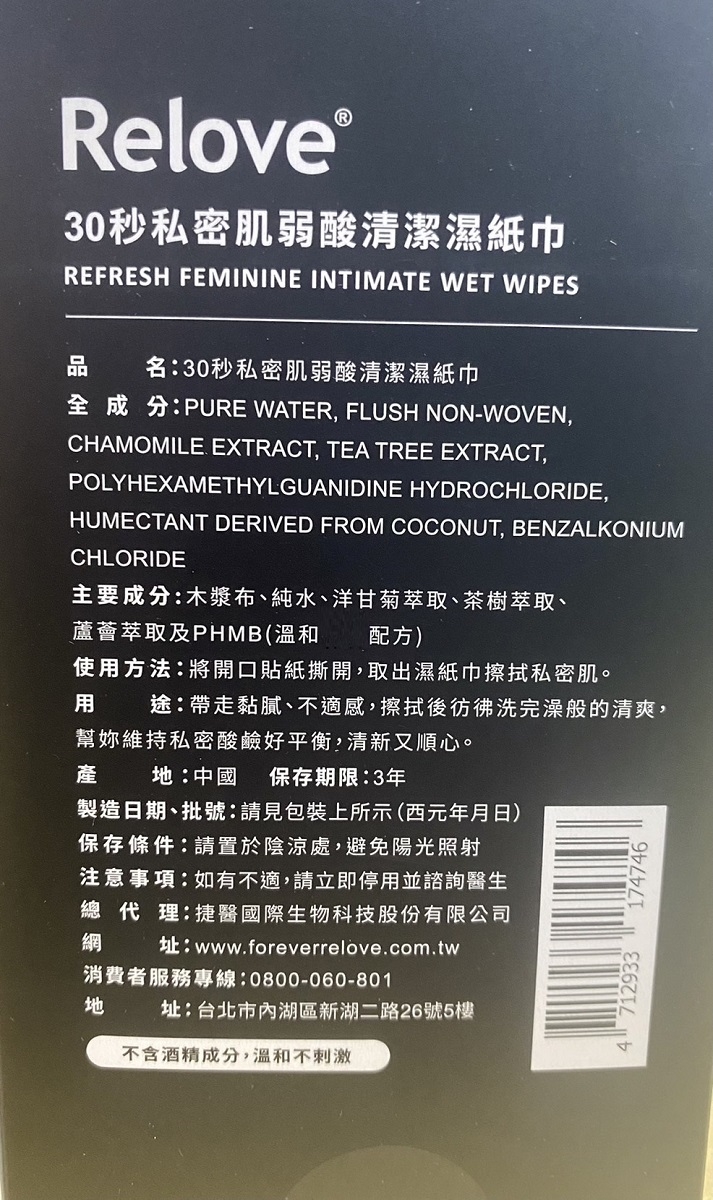 Relove®
30秒私密肌弱酸清潔濕紙巾
REFRESH FEMININE INTIMATE WET WIPES
品 名:30秒私密肌弱酸清潔濕紙巾
全 成 分:PURE WATER, FLUSH NON-WOVEN,
CHAMOMILE EXTRACT, TEA TREE EXTRACT,
POLYHEXAMETHYLGUANIDINE HYDROCHLORIDE,
HUMECTANT DERIVED FROM COCONUT, BENZALKONIUM
CHLORIDE
主要成分:木漿布、純水、洋甘菊萃取、茶樹萃取、
蘆薈萃取及PHMB(溫和 配方)
使用方法:將開口貼紙撕開,取出濕紙巾擦拭私密肌。
用 途:帶走黏膩、不適感,擦拭後彷彿洗完澡般的清爽,
幫妳維持私密酸鹼好平衡,清新又順心。
產 地:中國 保存期限:3年
製造日期、批號:請見包裝上所示(西元年月日)
保存條件:請置於陰涼處,避免陽光照射
注意事項:如有不適,請立即停用並諮詢醫生
總 代 理:捷醫國際生物科技股份有限公司
網 址:www.foreverrelove.com.tw
消費者服務專線:0800-060-801
地 址:台北市內湖區新湖二路26號5樓
不含酒精成分,溫和不刺激
4 712933 174746